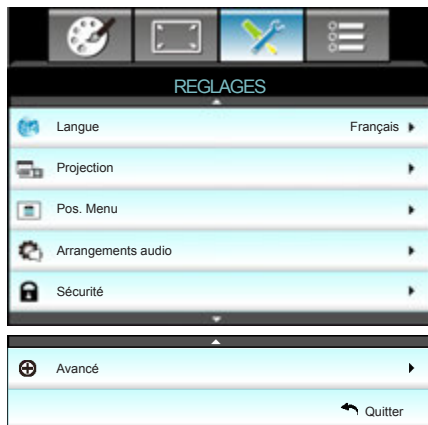 REGLAGES
Langue Français
Projection
Pos. Menu
Arrangements audio
Sécurité
Avancé
Quitter